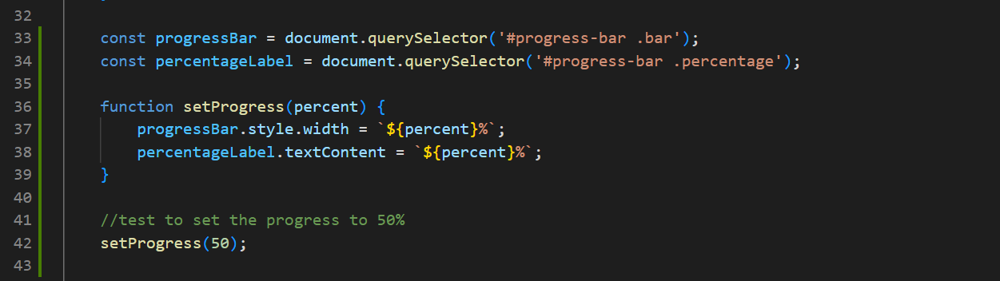 32
33 const progressBar = document.querySelector('#progress-bar .bar');
34 const percentageLabel = document.querySelector('#progress-bar .percentage');
35
36 function setProgress(percent) {
37 progressBar.style.width = `${percent}%`;
38 percentageLabel.textContent = `${percent}%`;
39 }
40
41 //test to set the progress to 50%
42 setProgress(50);
43